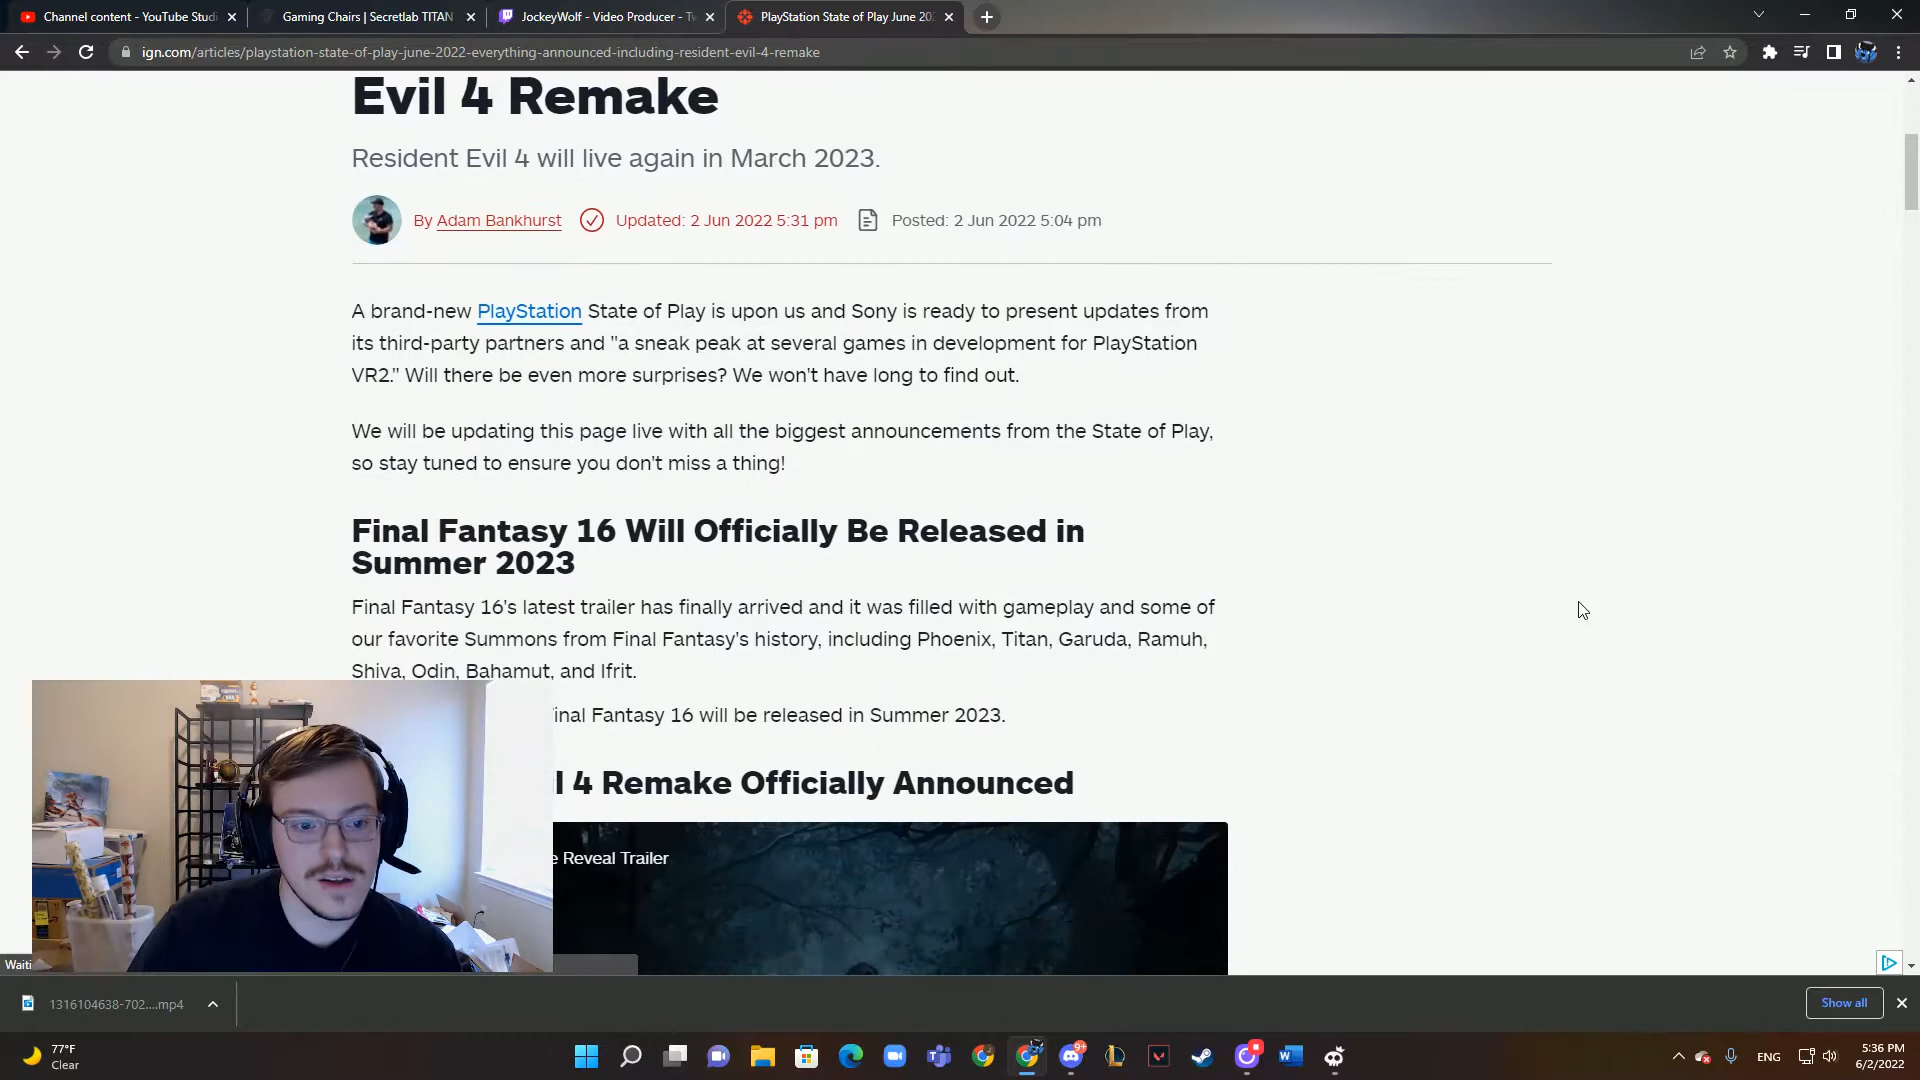 Channel content - YouTube Studi
Gaming Chairs | Secretlab TITAN
JockeyWolf - Video Producer - Tw
PlayStation State of Play June 202
ign.com/articles/playstation-state-of-play-june-2022-everything-announced-including-resident-evil-4-remake
Evil 4 Remake
Resident Evil 4 will live again in March 2023.
By Adam Bankhurst
Updated: 2 Jun 2022 5:31 pm
Posted: 2 Jun 2022 5:04 pm
A brand-new PlayStation State of Play is upon us and Sony is ready to present updates from
its third-party partners and "a sneak peak at several games in development for PlayStation
VR2." Will there be even more surprises? We won't have long to find out.
We will be updating this page live with all the biggest announcements from the State of Play,
so stay tuned to ensure you don't miss a thing!
Final Fantasy 16 Will Officially Be Released in
Summer 2023
Final Fantasy 16's latest trailer has finally arrived and it was filled with gameplay and some of
our favorite Summons from Final Fantasy's history, including Phoenix, Titan, Garuda, Ramuh,
Shiva, Odin, Bahamut, and Ifrit.
inal Fantasy 16 will be released in Summer 2023.
l 4 Remake Officially Announced
e Reveal Trailer
Waiti
1316104638-702....mp4
Show all
77°F
Clear
9+
ENG
5:36 PM
6/2/2022